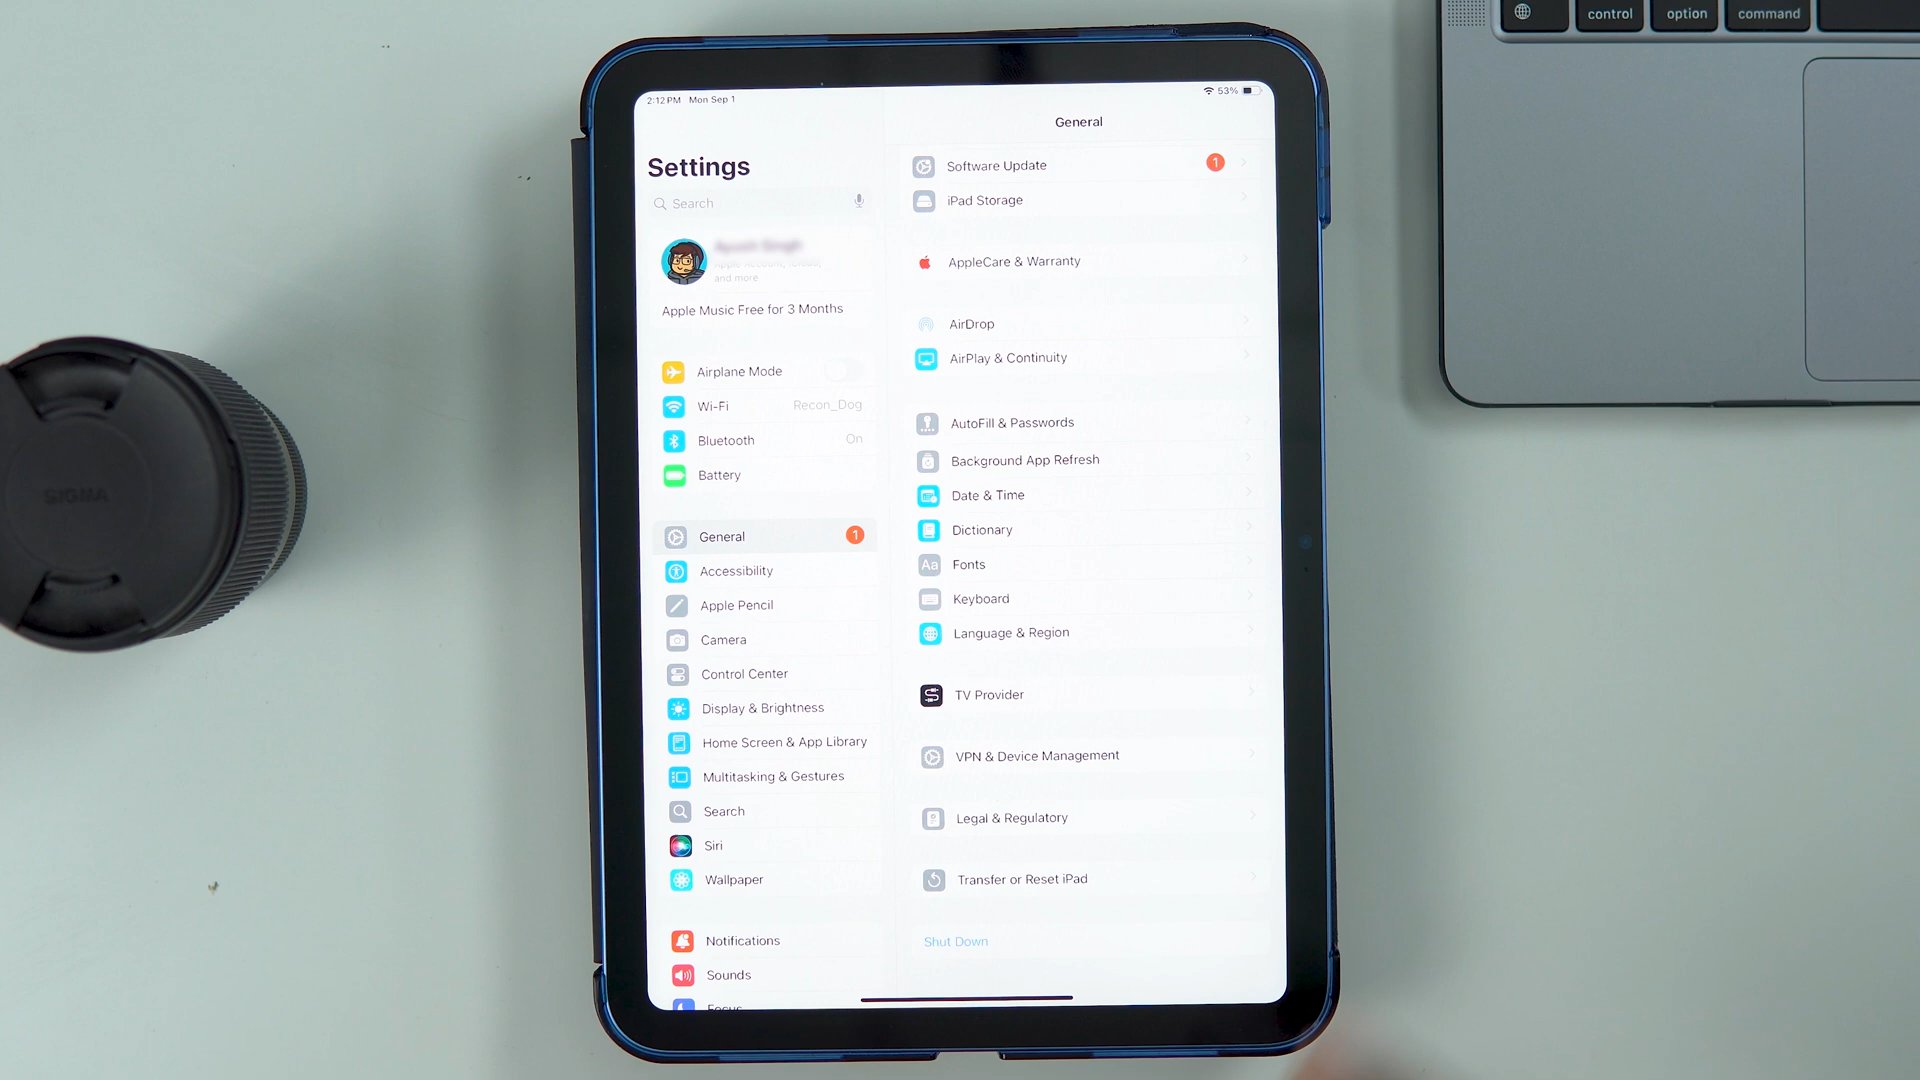 control
option
command
2:12 PM Mon Sep 1
53%
Settings
Search
and more
Apple Music Free for 3 Months
Airplane Mode
Wi-Fi Recon_Dog
Bluetooth On
Battery
General 1
Accessibility
Apple Pencil
Camera
Control Center
Display & Brightness
Home Screen & App Library
Multitasking & Gestures
Search
Siri
Wallpaper
Notifications
Sounds
Focus
General
Software Update 1
iPad Storage
AppleCare & Warranty
AirDrop
AirPlay & Continuity
AutoFill & Passwords
Background App Refresh
Date & Time
Dictionary
Aa Fonts
Keyboard
Language & Region
TV Provider
VPN & Device Management
Legal & Regulatory
Transfer or Reset iPad
Shut Down
SIGMA